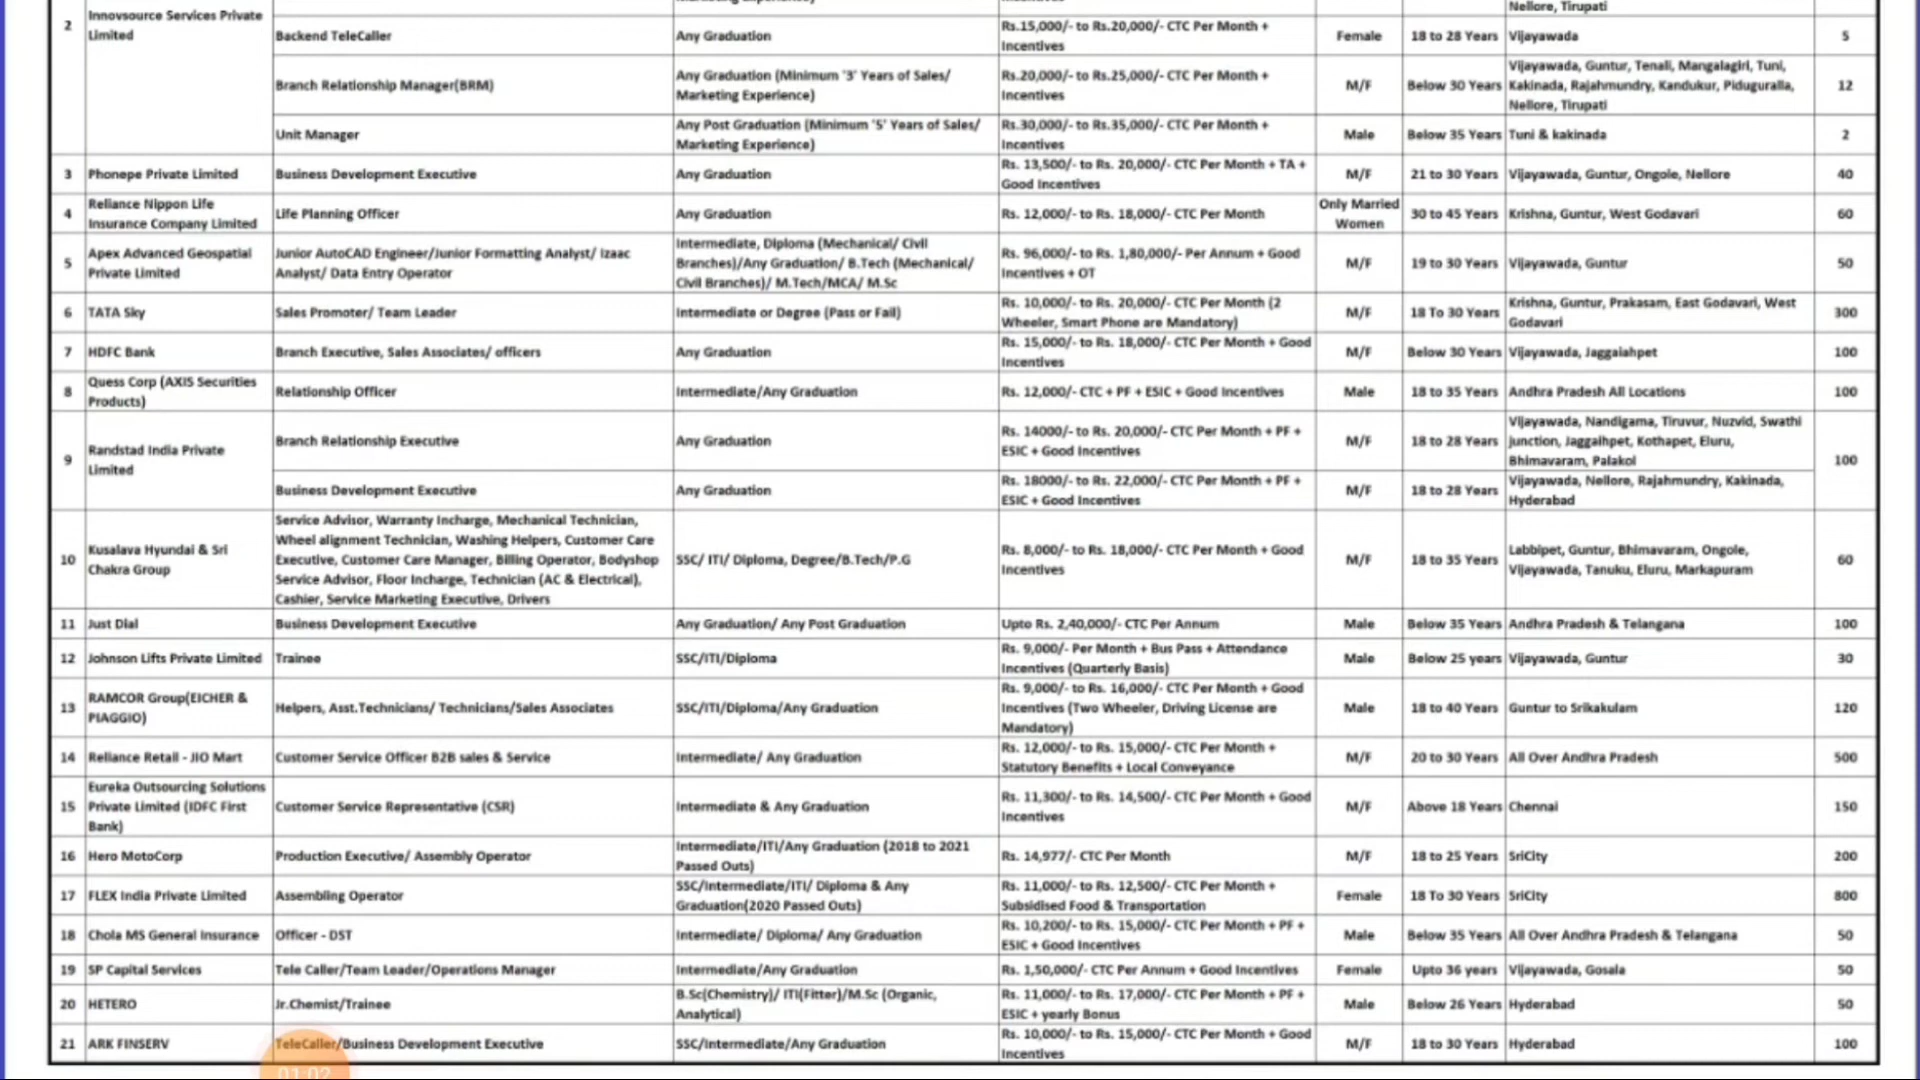 Nellore, Tirupati
2
Innovsource Services Private
Limited
Backend TeleCaller
Any Graduation
Rs.15,000/- to Rs.20,000/- CTC Per Month +
Incentives
Female
18 to 28 Years
Vijayawada
5
Branch Relationship Manager(BRM)
Any Graduation (Minimum '3' Years of Sales/
Marketing Experience)
Rs.20,000/- to Rs.25,000/- CTC Per Month +
Incentives
M/F
Below 30 Years
Vijayawada, Guntur, Tenali, Mangalagiri, Tuni,
Kakinada, Rajahmundry, Kandukur, Piduguralla,
Nellore, Tirupati
12
Unit Manager
Any Post Graduation (Minimum '5' Years of Sales/
Marketing Experience)
Rs.30,000/- to Rs.35,000/- CTC Per Month +
Incentives
Male
Below 35 Years
Tuni & kakinada
2
3
Phonepe Private Limited
Business Development Executive
Any Graduation
Rs. 13,500/- to Rs. 20,000/- CTC Per Month + TA +
Good Incentives
M/F
21 to 30 Years
Vijayawada, Guntur, Ongole, Nellore
40
4
Reliance Nippon Life
Insurance Company Limited
Life Planning Officer
Any Graduation
Rs. 12,000/- to Rs. 18,000/- CTC Per Month
Only Married
Women
30 to 45 Years
Krishna, Guntur, West Godavari
60
5
Apex Advanced Geospatial
Private Limited
Junior AutoCAD Engineer/Junior Formatting Analyst/ Izaac
Analyst/ Data Entry Operator
Intermediate, Diploma (Mechanical/ Civil
Branches)/Any Graduation/ B.Tech (Mechanical/
Civil Branches)/ M.Tech/MCA/ M.Sc
Rs. 96,000/- to Rs. 1,80,000/- Per Annum + Good
Incentives + OT
M/F
19 to 30 Years
Vijayawada, Guntur
50
6
TATA Sky
Sales Promoter/ Team Leader
Intermediate or Degree (Pass or Fail)
Rs. 10,000/- to Rs. 20,000/- CTC Per Month (2
Wheeler, Smart Phone are Mandatory)
M/F
18 To 30 Years
Krishna, Guntur, Prakasam, East Godavari, West
Godavari
300
7
HDFC Bank
Branch Executive, Sales Associates/ officers
Any Graduation
Rs. 15,000/- to Rs. 18,000/- CTC Per Month + Good
Incentives
M/F
Below 30 Years
Vijayawada, Jaggaiahpet
100
8
Quess Corp (AXIS Securities
Products)
Relationship Officer
Intermediate/Any Graduation
Rs. 12,000/- CTC + PF + ESIC + Good Incentives
Male
18 to 35 Years
Andhra Pradesh All Locations
100
9
Randstad India Private
Limited
Branch Relationship Executive
Any Graduation
Rs. 14000/- to Rs. 20,000/- CTC Per Month + PF +
ESIC + Good Incentives
M/F
18 to 28 Years
Vijayawada, Nandigama, Tiruvur, Nuzvid, Swathi
junction, Jaggaihpet, Kothapet, Eluru,
Bhimavaram, Palakol
100
Business Development Executive
Any Graduation
Rs. 18000/- to Rs. 22,000/- CTC Per Month + PF +
ESIC + Good Incentives
M/F
18 to 28 Years
Vijayawada, Nellore, Rajahmundry, Kakinada,
Hyderabad
10
Kusalava Hyundai & Sri
Chakra Group
Service Advisor, Warranty Incharge, Mechanical Technician,
Wheel alignment Technician, Washing Helpers, Customer Care
Executive, Customer Care Manager, Billing Operator, Bodyshop
Service Advisor, Floor Incharge, Technician (AC & Electrical),
Cashier, Service Marketing Executive, Drivers
SSC/ ITI/ Diploma, Degree/B.Tech/P.G
Rs. 8,000/- to Rs. 18,000/- CTC Per Month + Good
Incentives
M/F
18 to 35 Years
Labbipet, Guntur, Bhimavaram, Ongole,
Vijayawada, Tanuku, Eluru, Markapuram
60
11
Just Dial
Business Development Executive
Any Graduation/ Any Post Graduation
Upto Rs. 2,40,000/- CTC Per Annum
Male
Below 35 Years
Andhra Pradesh & Telangana
100
12
Johnson Lifts Private Limited
Trainee
SSC/ITI/Diploma
Rs. 9,000/- Per Month + Bus Pass + Attendance
Incentives (Quarterly Basis)
Male
Below 25 years
Vijayawada, Guntur
30
13
RAMCOR Group(EICHER &
PIAGGIO)
Helpers, Asst.Technicians/ Technicians/Sales Associates
SSC/ITI/Diploma/Any Graduation
Rs. 9,000/- to Rs. 16,000/- CTC Per Month + Good
Incentives (Two Wheeler, Driving License are
Mandatory)
Male
18 to 40 Years
Guntur to Srikakulam
120
14
Reliance Retail - JIO Mart
Customer Service Officer B2B sales & Service
Intermediate/ Any Graduation
Rs. 12,000/- to Rs. 15,000/- CTC Per Month +
Statutory Benefits + Local Conveyance
M/F
20 to 30 Years
All Over Andhra Pradesh
500
15
Eureka Outsourcing Solutions
Private Limited (IDFC First
Bank)
Customer Service Representative (CSR)
Intermediate & Any Graduation
Rs. 11,300/- to Rs. 14,500/- CTC Per Month + Good
Incentives
M/F
Above 18 Years
Chennai
150
16
Hero MotoCorp
Production Executive/ Assembly Operator
Intermediate/ITI/Any Graduation (2018 to 2021
Passed Outs)
Rs. 14,977/- CTC Per Month
M/F
18 to 25 Years
SriCity
200
17
FLEX India Private Limited
Assembling Operator
SSC/Intermediate/ITI/ Diploma & Any
Graduation(2020 Passed Outs)
Rs. 11,000/- to Rs. 12,500/- CTC Per Month +
Subsidised Food & Transportation
Female
18 To 30 Years
SriCity
800
18
Chola MS General Insurance
Officer - DST
Intermediate/ Diploma/ Any Graduation
Rs. 10,200/- to Rs. 15,000/- CTC Per Month + PF +
ESIC + Good Incentives
Male
Below 35 Years
All Over Andhra Pradesh & Telangana
50
19
SP Capital Services
Tele Caller/Team Leader/Operations Manager
Intermediate/Any Graduation
Rs. 1,50,000/- CTC Per Annum + Good Incentives
Female
Upto 36 years
Vijayawada, Gosala
50
20
HETERO
Jr.Chemist/Trainee
B.Sc(Chemistry)/ ITI(Fitter)/M.Sc (Organic,
Analytical)
Rs. 11,000/- to Rs. 17,000/- CTC Per Month + PF +
ESIC + yearly Bonus
Male
Below 26 Years
Hyderabad
50
21
ARK FINSERV
TeleCaller/Business Development Executive
SSC/Intermediate/Any Graduation
Rs. 10,000/- to Rs. 15,000/- CTC Per Month + Good
Incentives
M/F
18 to 30 Years
Hyderabad
100
01:02